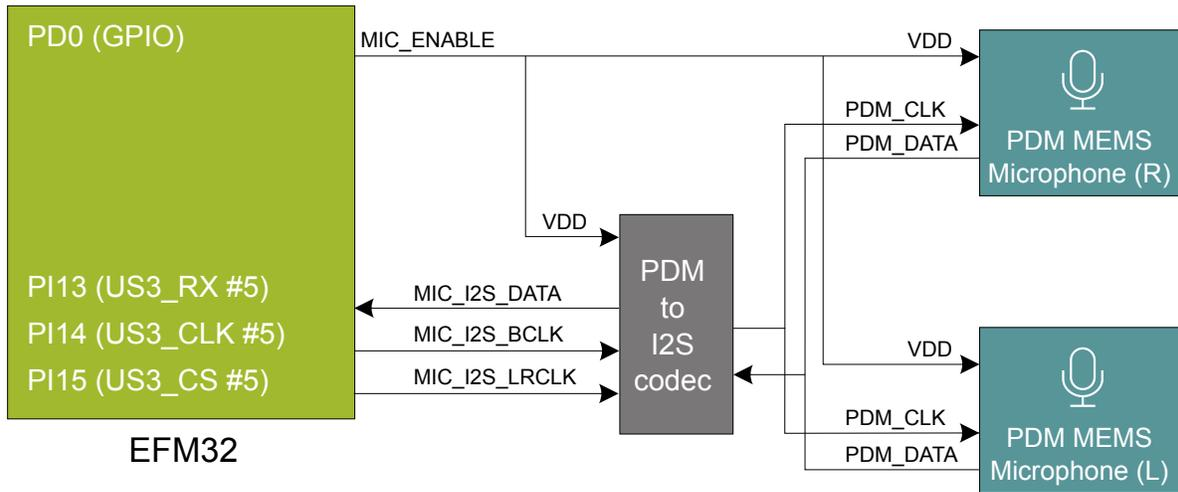 PD0 (GPIO)
MIC_ENABLE
VDD
PDM_CLK
PDM_DATA
PDM MEMS
Microphone (R)
VDD
PI13 (US3_RX #5)
PI14 (US3_CLK #5)
PI15 (US3_CS #5)
MIC_I2S_DATA
MIC_I2S_BCLK
MIC_I2S_LRCLK
PDM
to
I2S
codec
VDD
PDM_CLK
PDM_DATA
PDM MEMS
Microphone (L)
EFM32